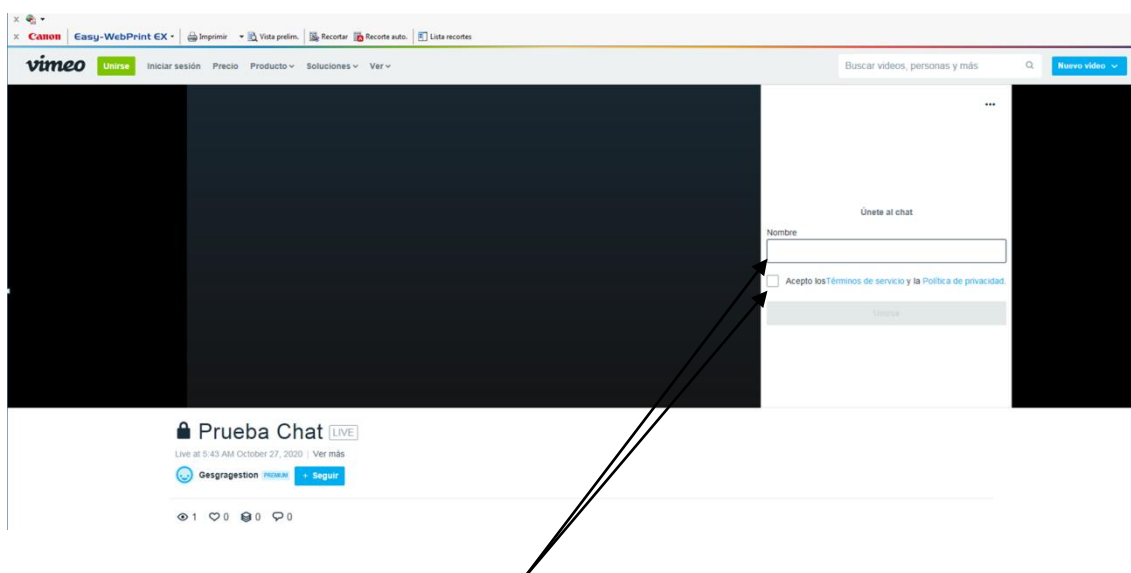 Canon Easy-WebPrint EX Imprimir Vista prelim. Recortar Recorte auto. Lista recortes
vimeo Unirse Iniciar sesión Precio Producto Soluciones Ver Buscar videos, personas y más Nuevo video
Únete al chat
Nombre
Acepto losTérminos de servicio y la Política de privacidad.
Unirse
Prueba Chat LIVE
Live at 5:43 AM October 27, 2020 | Ver más
Gesgragestion PREMIUM + Seguir
1 0 0 0